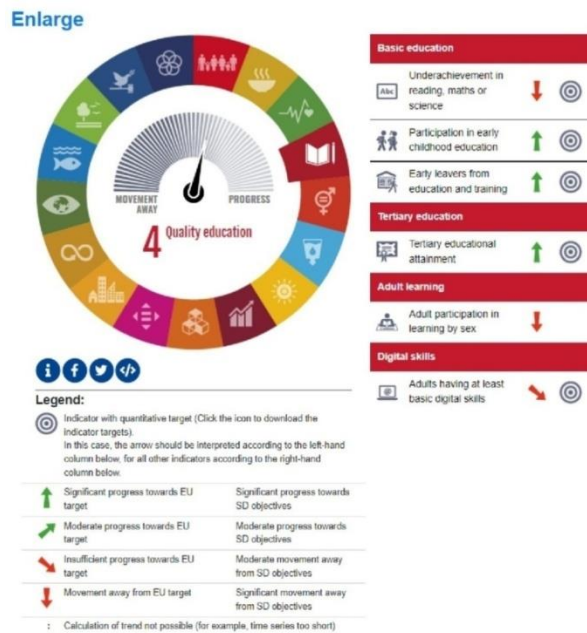 Enlarge
MOVEMENT
AWAY
PROGRESS
4 Quality education
Basic education
Abc
Underachievement in
reading, maths or
science
Participation in early
childhood education
Early leavers from
education and training
Tertiary education
Tertiary educational
attainment
Adult learning
Adult participation in
learning by sex
Digital skills
Adults having at least
basic digital skills
Legend:
Indicator with quantitative target (Click the icon to download the
indicator targets).
In this case, the arrow should be interpreted according to the left-hand
column below, for all other indicators according to the right-hand
column below.
Significant progress towards EU
target
Significant progress towards
SD objectives
Moderate progress towards EU
target
Moderate progress towards
SD objectives
Insufficient progress towards EU
target
Moderate movement away
from SD objectives
Movement away from EU target
Significant movement away
from SD objectives
: Calculation of trend not possible (for example, time series too short)